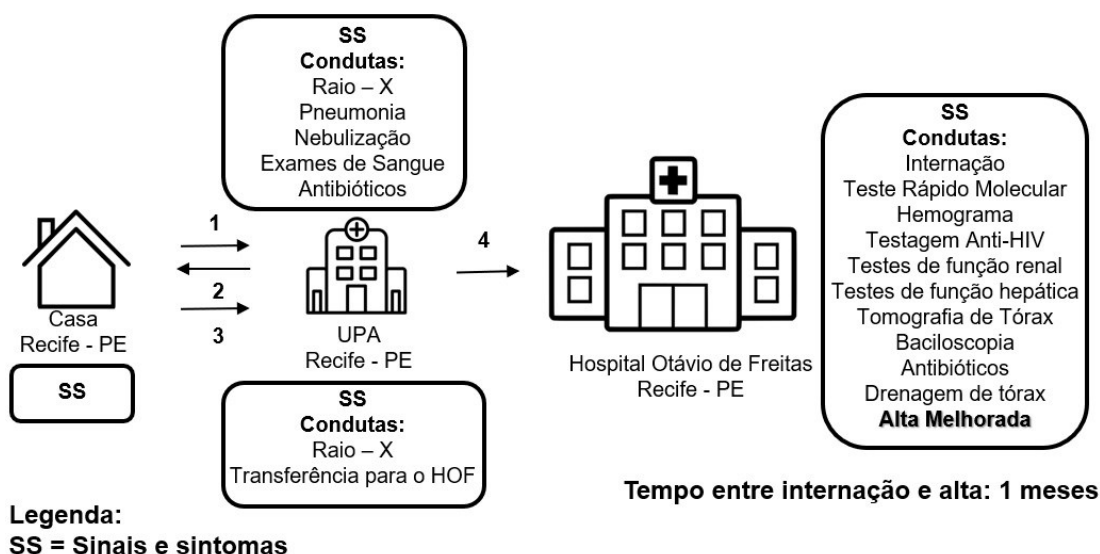 SS
Condutas:
Raio – X
Pneumonia
Nebulização
Exames de Sangue
Antibióticos
1
2
3
4
Casa
Recife - PE
SS
UPA
Recife - PE
SS
Condutas:
Raio – X
Transferência para o HOF
Hospital Otávio de Freitas
Recife - PE
SS
Condutas:
Internação
Teste Rápido Molecular
Hemograma
Testagem Anti-HIV
Testes de função renal
Testes de função hepática
Tomografia de Tórax
Baciloscopia
Antibióticos
Drenagem de tórax
Alta Melhorada
Tempo entre internação e alta: 1 meses
Legenda:
SS = Sinais e sintomas